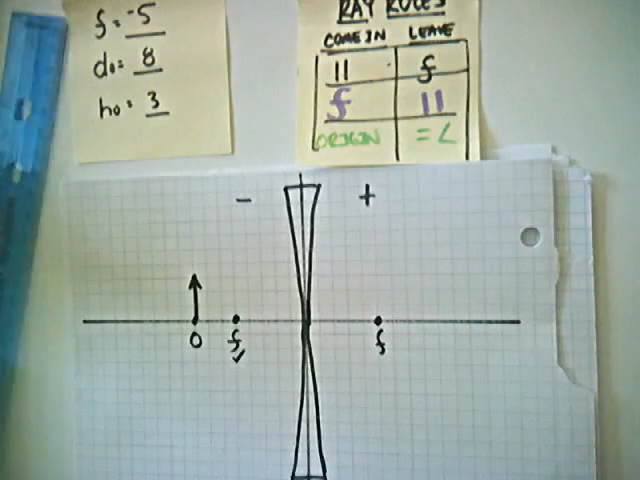 f = -5
do = 8
ho = 3
RAY RULES
COME IN LEAVE
|| f
f ||
ORIGIN = L
- +
O f f